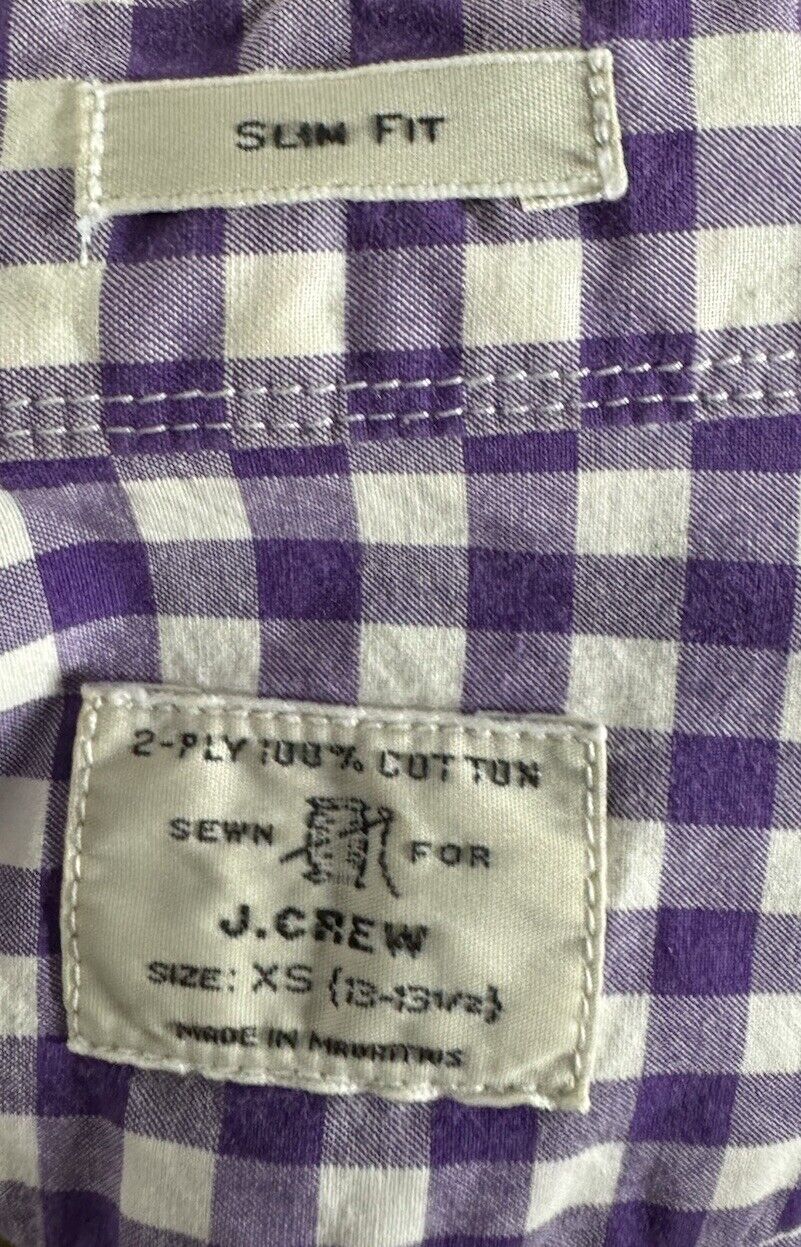 SLIM FIT
2-PLY 100% COTTON
SEWN FOR
J.CREW
SIZE: XS {13-13 1/2}
MADE IN MAURITIUS